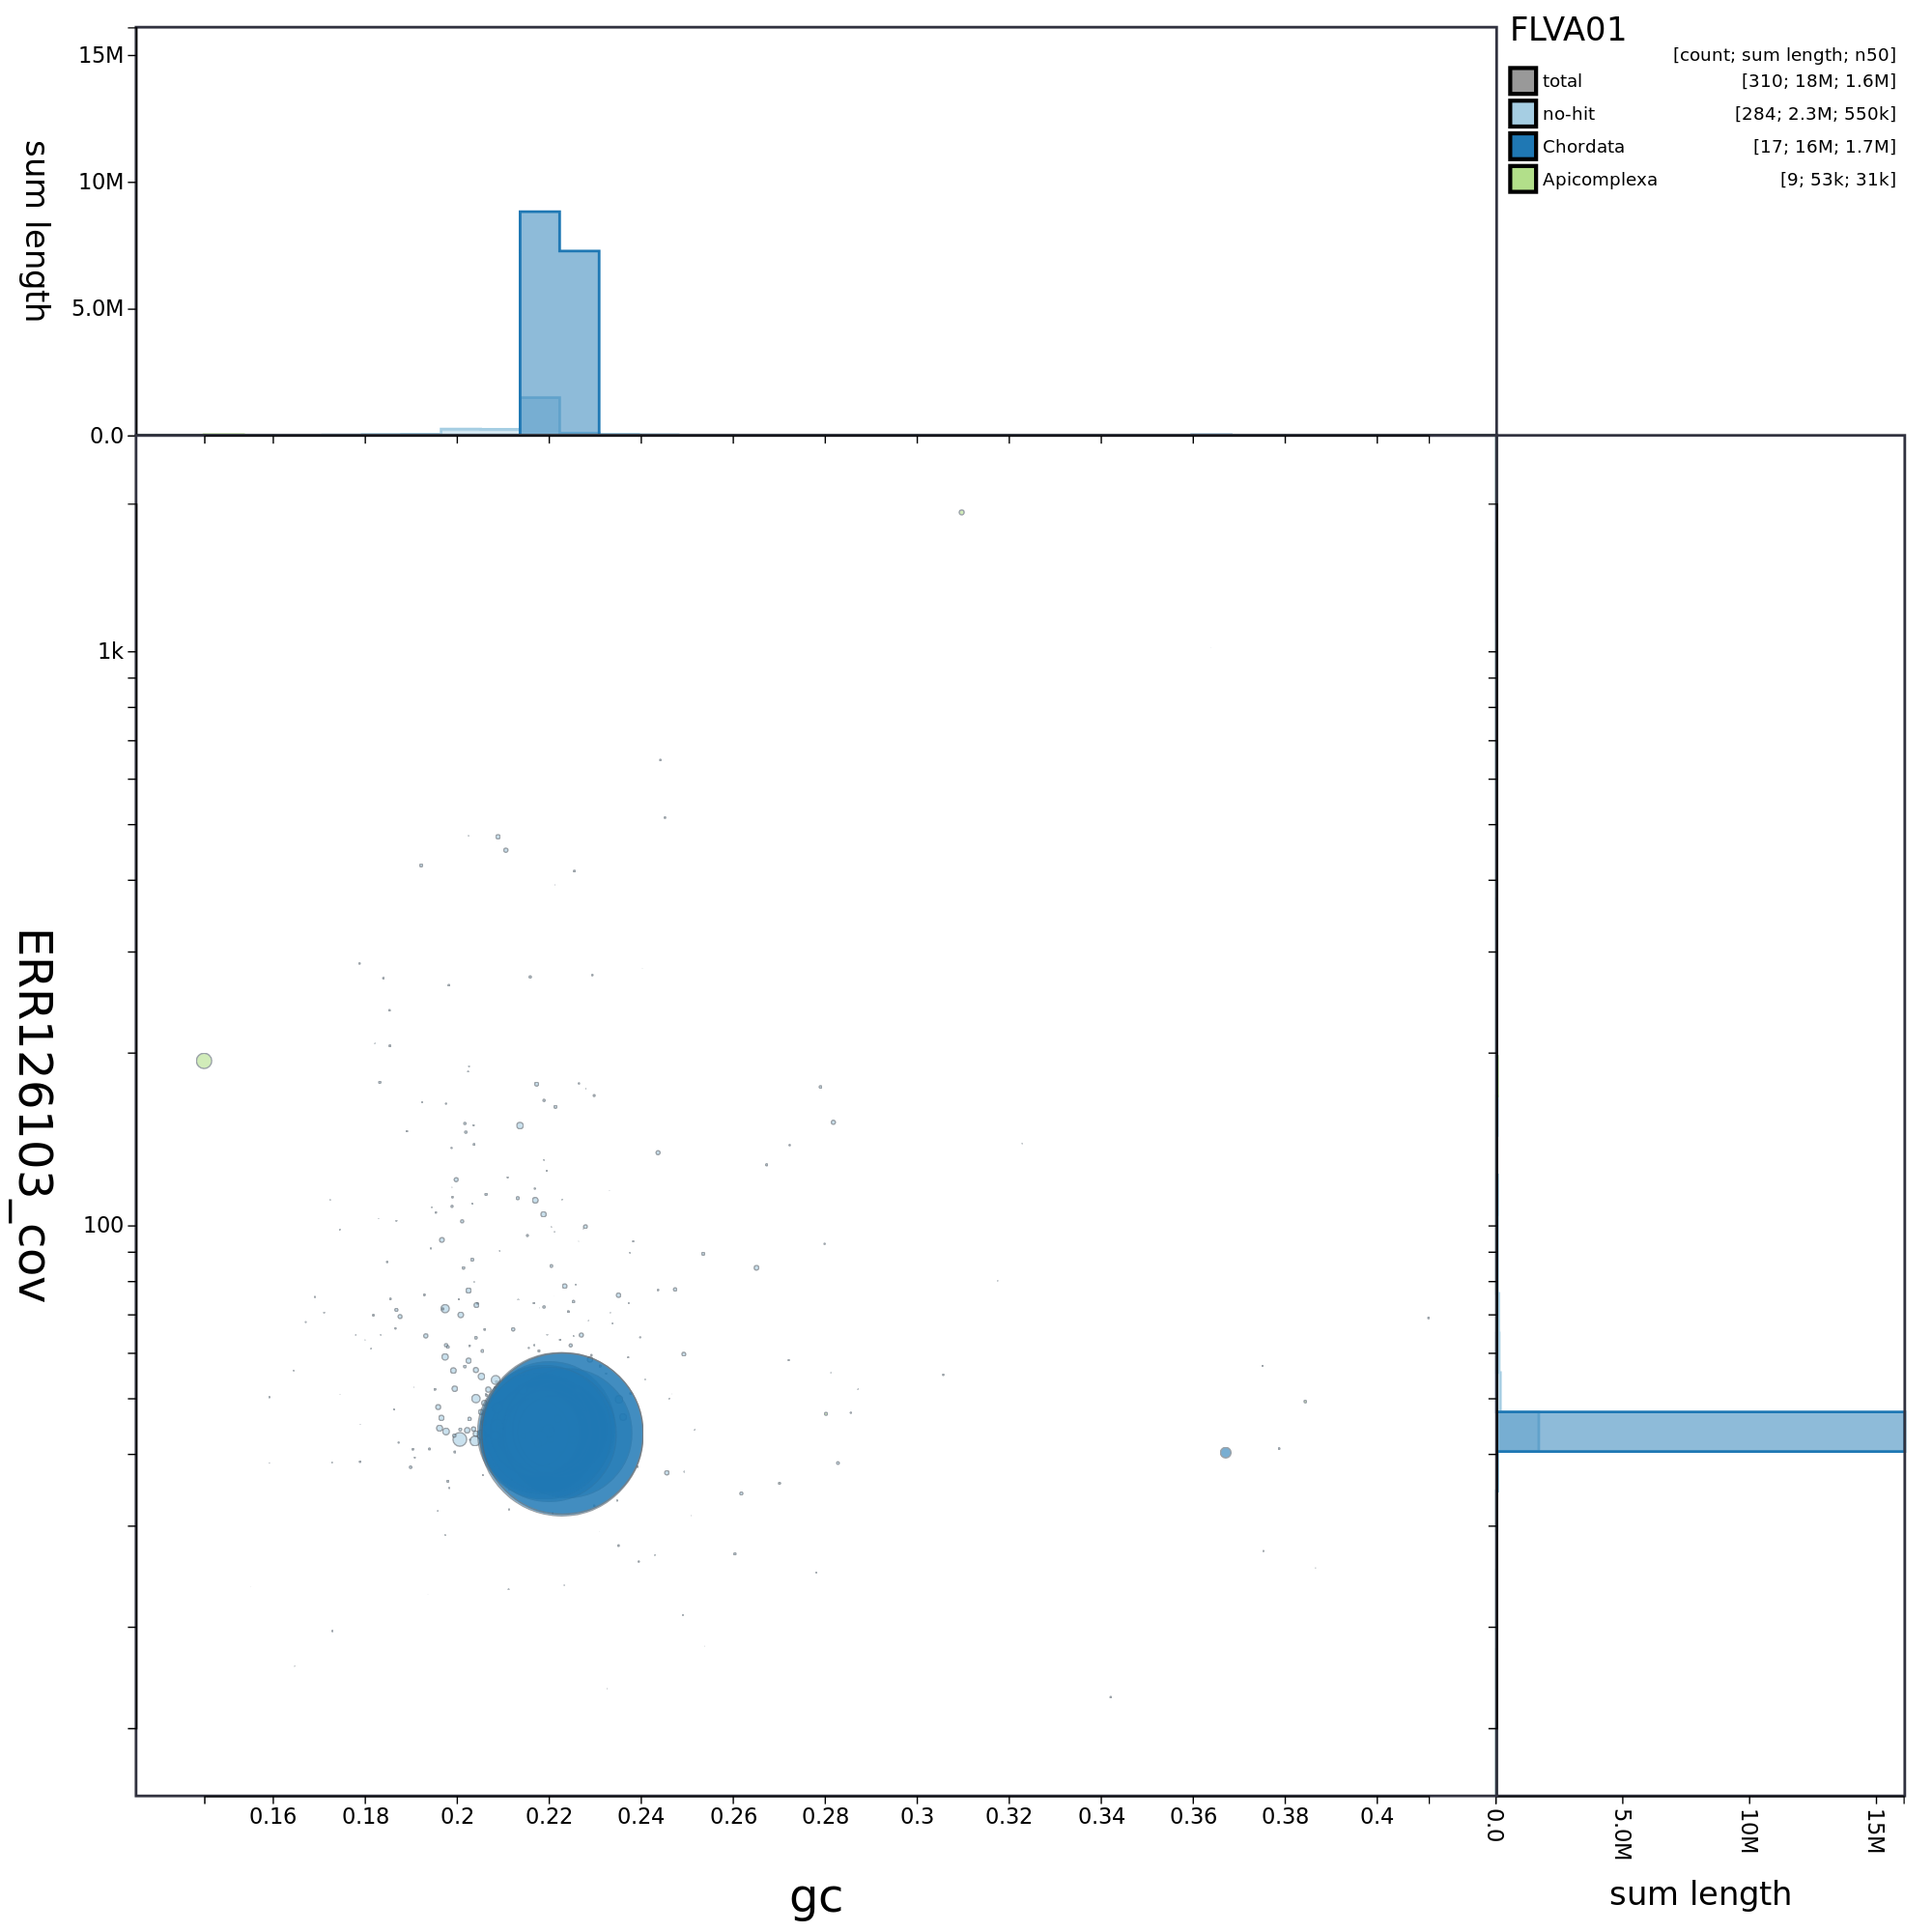 FLVA01
[count; sum length; n50]
total [310; 18M; 1.6M]
no-hit [284; 2.3M; 550k]
Chordata [17; 16M; 1.7M]
Apicomplexa [9; 53k; 31k]
sum length
15M
10M
5.0M
0.0
ERR126103_cov
1k
100
0.16 0.18 0.2 0.22 0.24 0.26 0.28 0.3 0.32 0.34 0.36 0.38 0.4
gc
0.0 5.0M 10M 15M
sum length